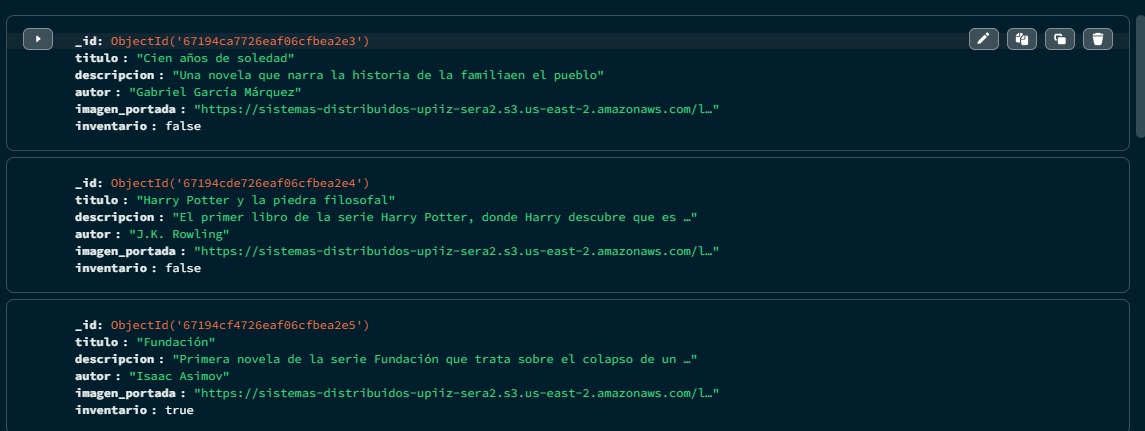 _id: ObjectId('67194ca7726eaf06cfbea2e3')
titulo : "Cien años de soledad"
descripcion : "Una novela que narra la historia de la familiaen el pueblo"
autor : "Gabriel García Márquez"
imagen_portada : "https://sistemas-distribuidos-upiiz-sera2.s3.us-east-2.amazonaws.com/l…"
inventario : false
_id: ObjectId('67194cde726eaf06cfbea2e4')
titulo : "Harry Potter y la piedra filosofal"
descripcion : "El primer libro de la serie Harry Potter, donde Harry descubre que es …"
autor : "J.K. Rowling"
imagen_portada : "https://sistemas-distribuidos-upiiz-sera2.s3.us-east-2.amazonaws.com/l…"
inventario : false
_id: ObjectId('67194cf4726eaf06cfbea2e5')
titulo : "Fundación"
descripcion : "Primera novela de la serie Fundación que trata sobre el colapso de un …"
autor : "Isaac Asimov"
imagen_portada : "https://sistemas-distribuidos-upiiz-sera2.s3.us-east-2.amazonaws.com/l…"
inventario : true